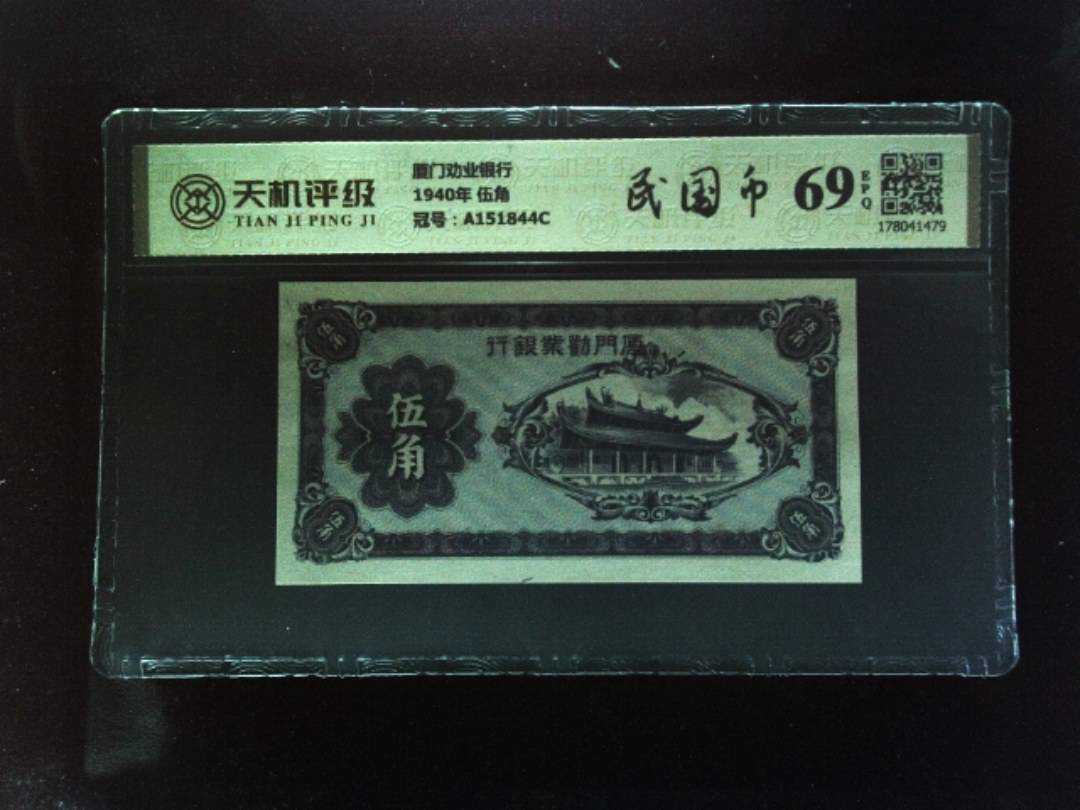 天机评级
TIAN JI PING JI
厦门劝业银行
1940年 伍角
冠号：A151844C
民国币
69
EPQ
178041479
行銀業勸門厦
伍角
伍角
伍角
伍角
伍角